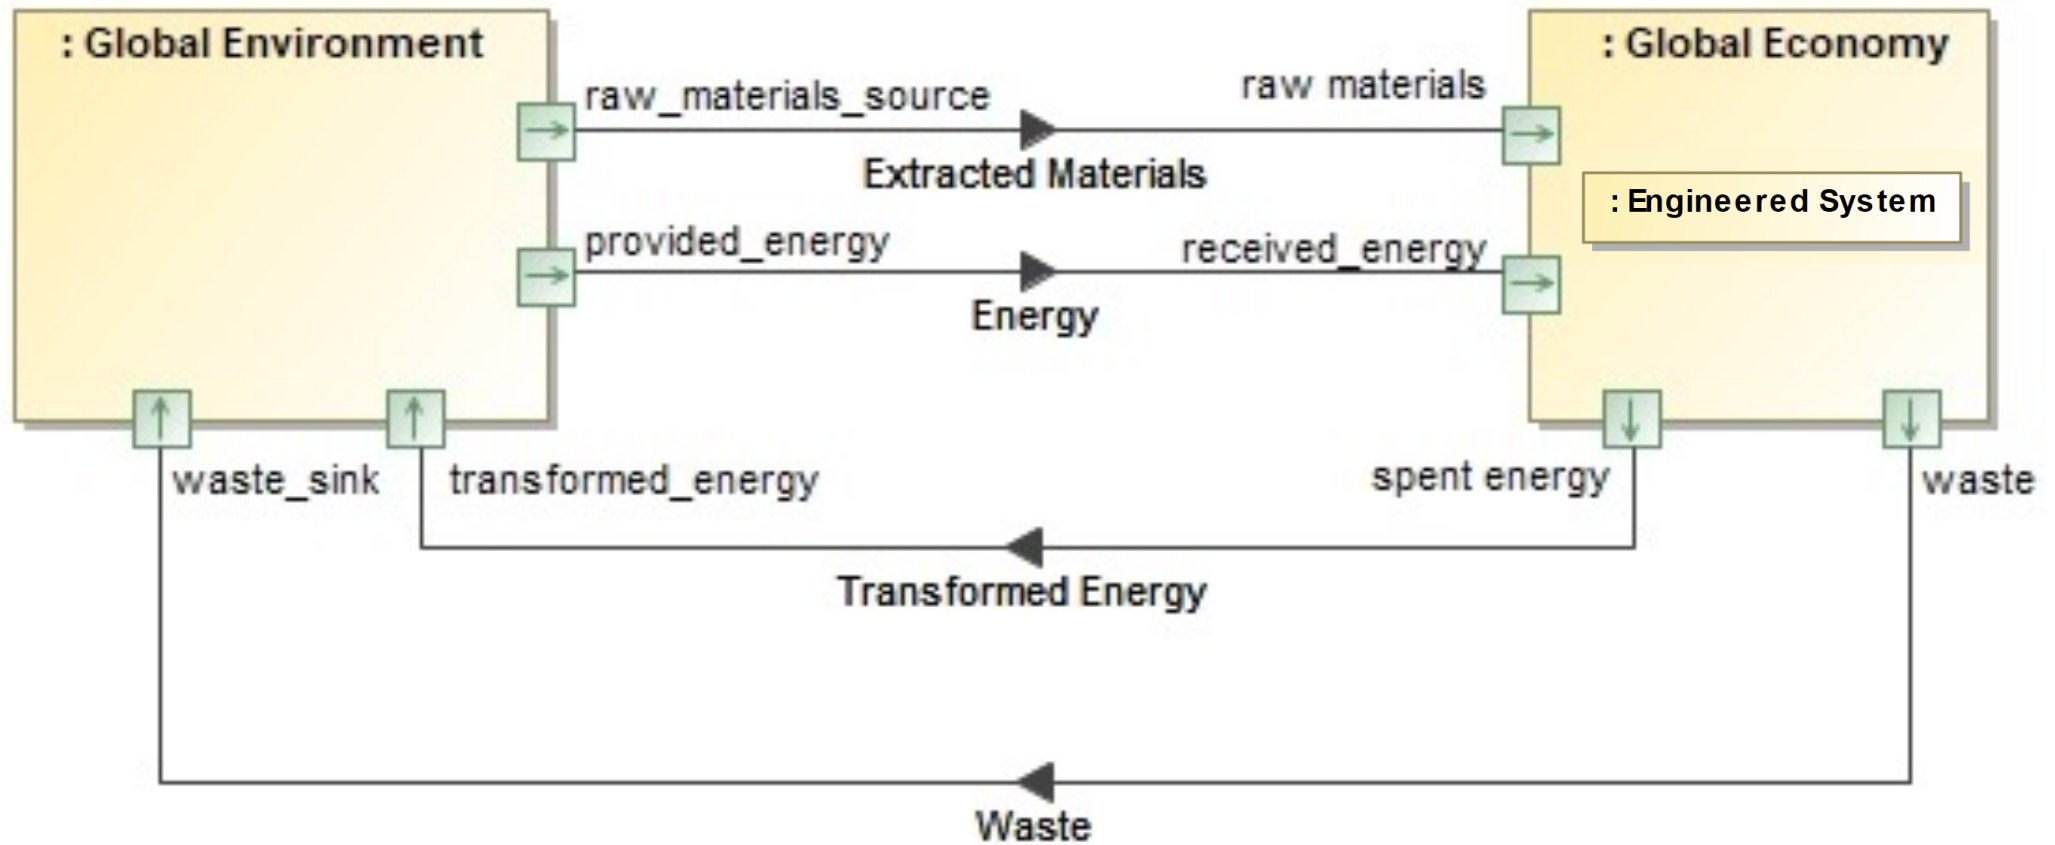 : Global Environment
: Global Economy
raw_materials_source
raw materials
Extracted Materials
: Engineered System
provided_energy
received_energy
Energy
waste_sink
transformed_energy
spent energy
waste
Transformed Energy
Waste